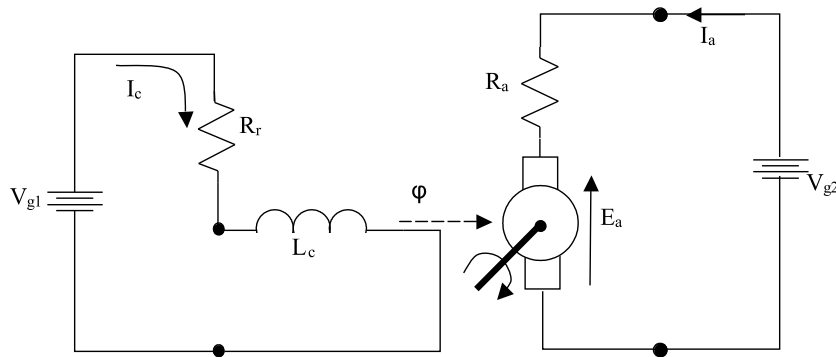 I_a
R_a
I_c
R_r
V_g1
φ
V_g2
E_a
L_c